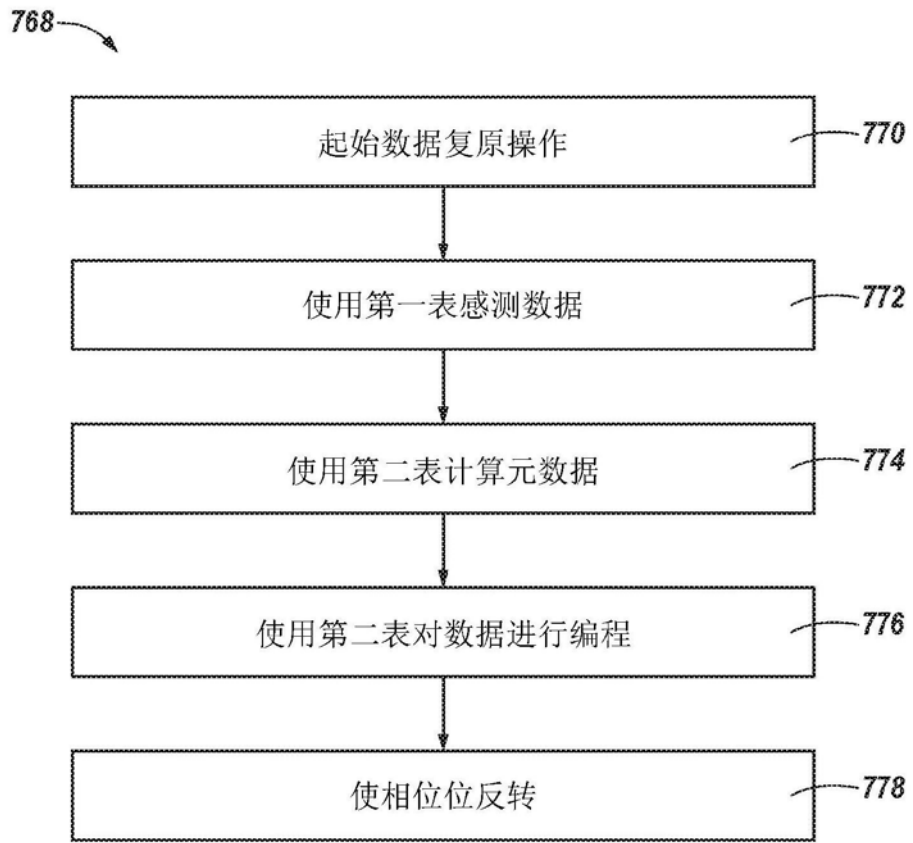 768
起始数据复原操作
770
使用第一表感测数据
772
使用第二表计算元数据
774
使用第二表对数据进行编程
776
使相位位反转
778